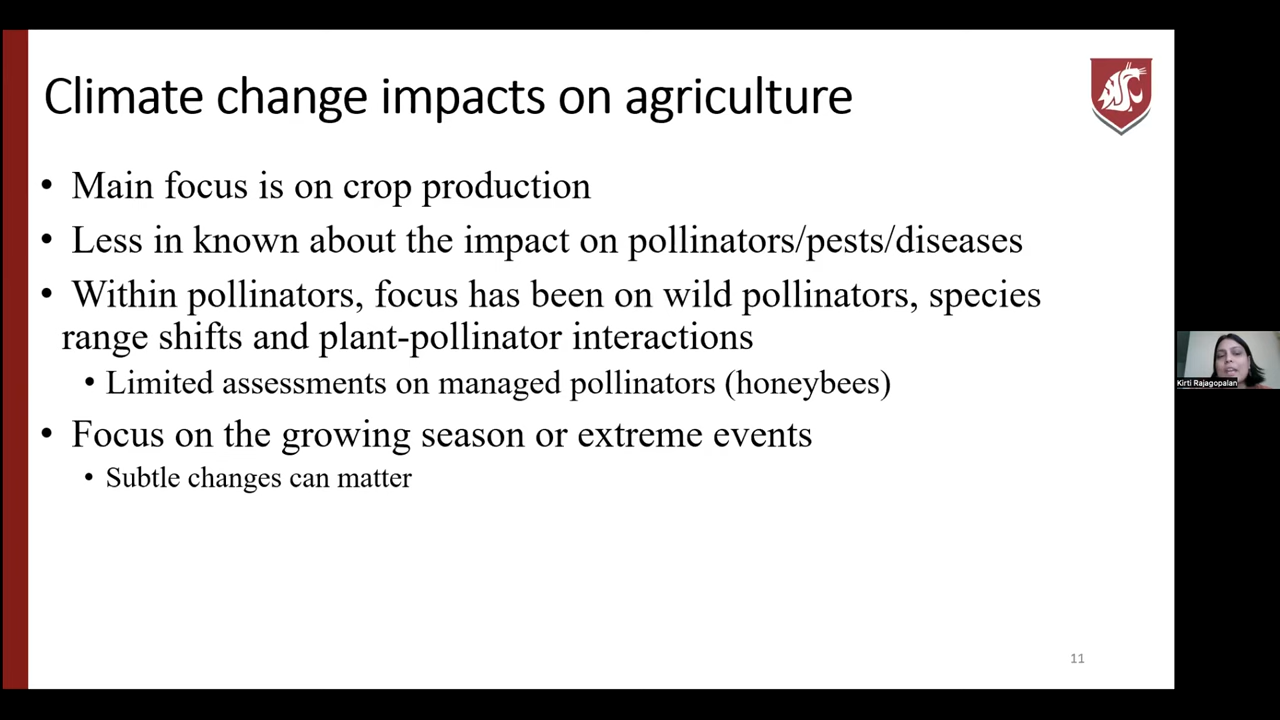 Climate change impacts on agriculture
• Main focus is on crop production
• Less in known about the impact on pollinators/pests/diseases
• Within pollinators, focus has been on wild pollinators, species
range shifts and plant-pollinator interactions
• Limited assessments on managed pollinators (honeybees)
• Focus on the growing season or extreme events
• Subtle changes can matter
Kirti Rajagopalan
11